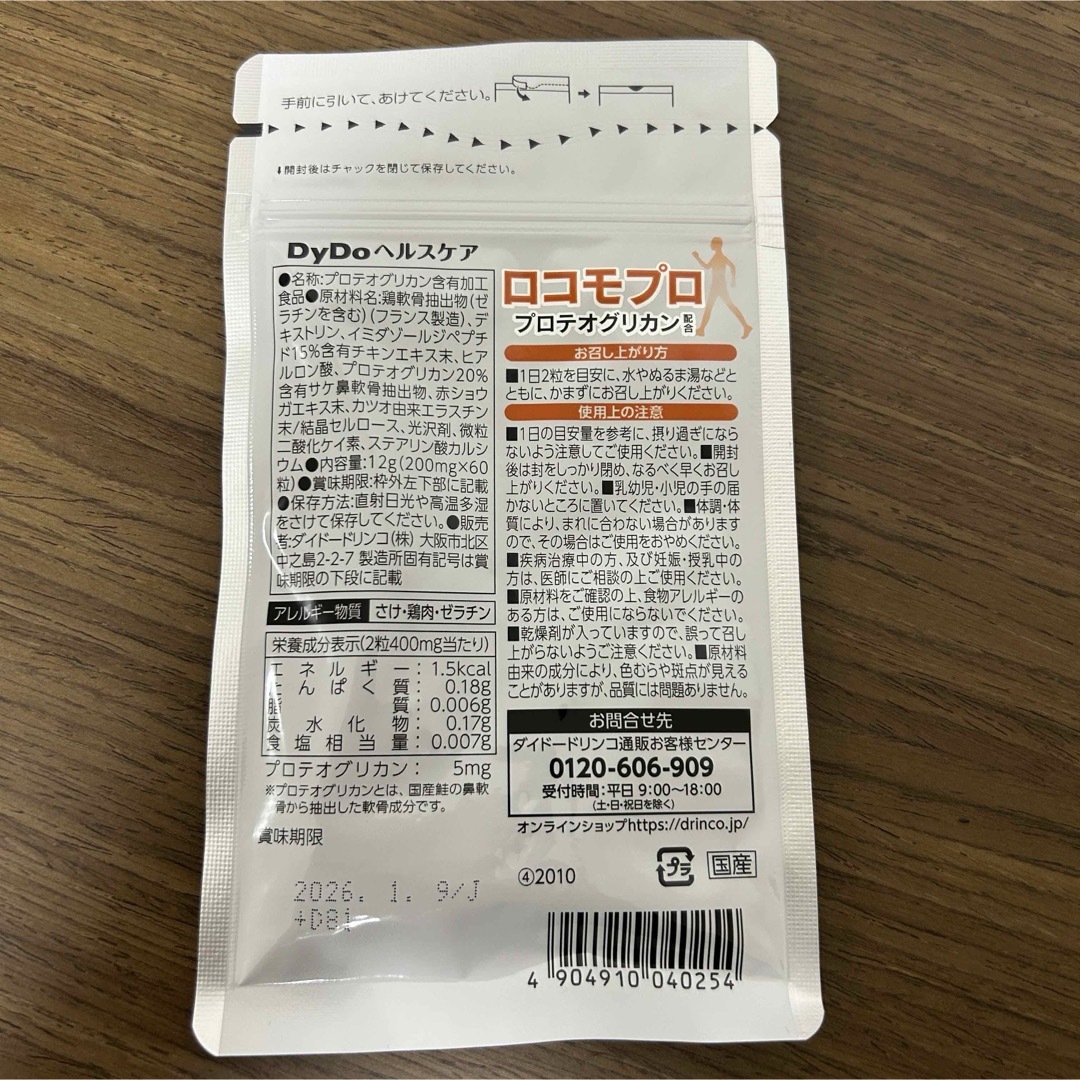 手前に引いて、あけてください。
⬇開封後はチャックを閉じて保存してください。
DyDoヘルスケア
●名称:プロテオグリカン含有加工
食品●原材料名:鶏軟骨抽出物(ゼ
ラチンを含む)(フランス製造)、デ
キストリン、イミダゾールジペプチ
ド15%含有チキンエキス末、ヒア
ルロン酸、プロテオグリカン20%
含有サケ鼻軟骨抽出物、赤ショウ
ガエキス末、カツオ由来エラスチン
末/結晶セルロース、光沢剤、微粒
二酸化ケイ素、ステアリン酸カルシ
ウム●内容量:12g(200mg×60
粒)●賞味期限:枠外左下部に記載
●保存方法:直射日光や高温多湿
をさけて保存してください。●販売
者:ダイドードリンコ(株) 大阪市北区
中之島2-2-7 製造所固有記号は賞
味期限の下段に記載
アレルギー物質 さけ・鶏肉・ゼラチン
栄養成分表示(2粒400mg当たり)
エネルギー:1.5kcal
たんぱく質:0.18g
脂質:0.006g
炭水化物:0.17g
食塩相当量:0.007g
プロテオグリカン: 5mg
※プロテオグリカンとは、国産鮭の鼻軟
骨から抽出した軟骨成分です。
賞味期限
2026. 1. 9/J
+D8i
ロコモプロ
プロテオグリカン配合
お召し上がり方
■1日2粒を目安に、水やぬるま湯などと
ともに、かまずにお召し上がりください。
使用上の注意
■1日の目安量を参考に、摂り過ぎになら
ないよう注意してご使用ください。■開封
後は封をしっかり閉め、なるべく早くお召し
上がりください。■乳幼児・小児の手の届
かないところに置いてください。■体調・体
質により、まれに合わない場合があります
ので、その場合はご使用をおやめください。
■疾病治療中の方、及び妊娠・授乳中の
方は、医師にご相談の上ご使用ください。
■原材料をご確認の上、食物アレルギーの
ある方は、ご使用にならないでください。
■乾燥剤が入っていますので、誤って召し
上がらないようご注意ください。■原材料
由来の成分により、色むらや斑点が見える
ことがありますが、品質には問題ありません。
お問合せ先
ダイドードリンコ通販お客様センター
0120-606-909
受付時間:平日 9:00~18:00
(土・日・祝日を除く)
オンラインショップhttps://drinco.jp/
④2010
プラ
国産
4 904910 040254